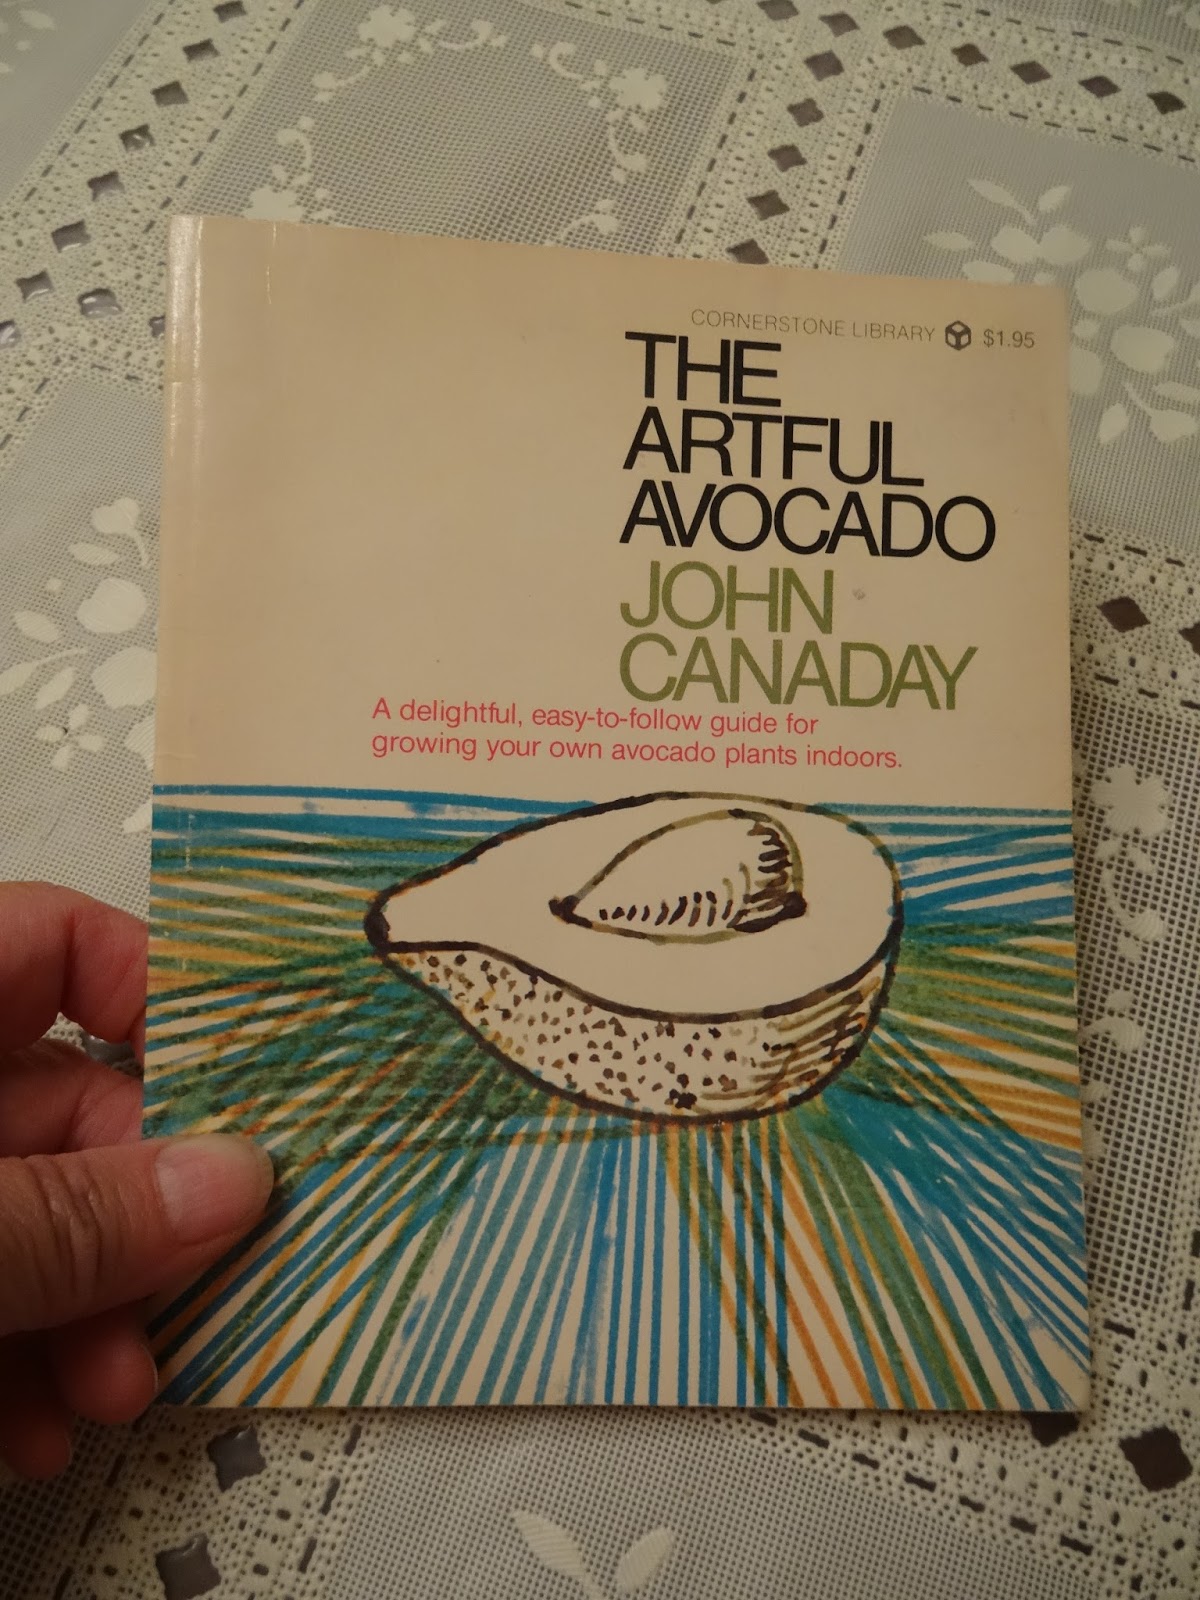 CORNERSTONE LIBRARY $1.95
THE
ARTFUL
AVOCADO
JOHN
CANADAY
A delightful, easy-to-follow guide for
growing your own avocado plants indoors.